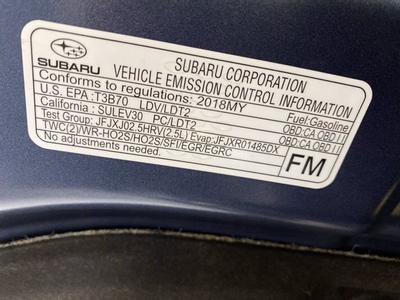 SUBARU
SUBARU CORPORATION
VEHICLE EMISSION CONTROL INFORMATION
Conforms to regulations: 2018MY
Fuel: Gasoline
U.S. EPA : T3B70 LDV/LDT2 OBD: CA OBD II
California : SULEV30 PC/LDT2 OBD: CA OBD II
Test Group: JFJXJ02.5HRV(2.5L) Evap: JFJXR01485DX
TWC(2)/WR-HO2S/HO2S/SFI/EGR/EGRC
No adjustments needed.
FM